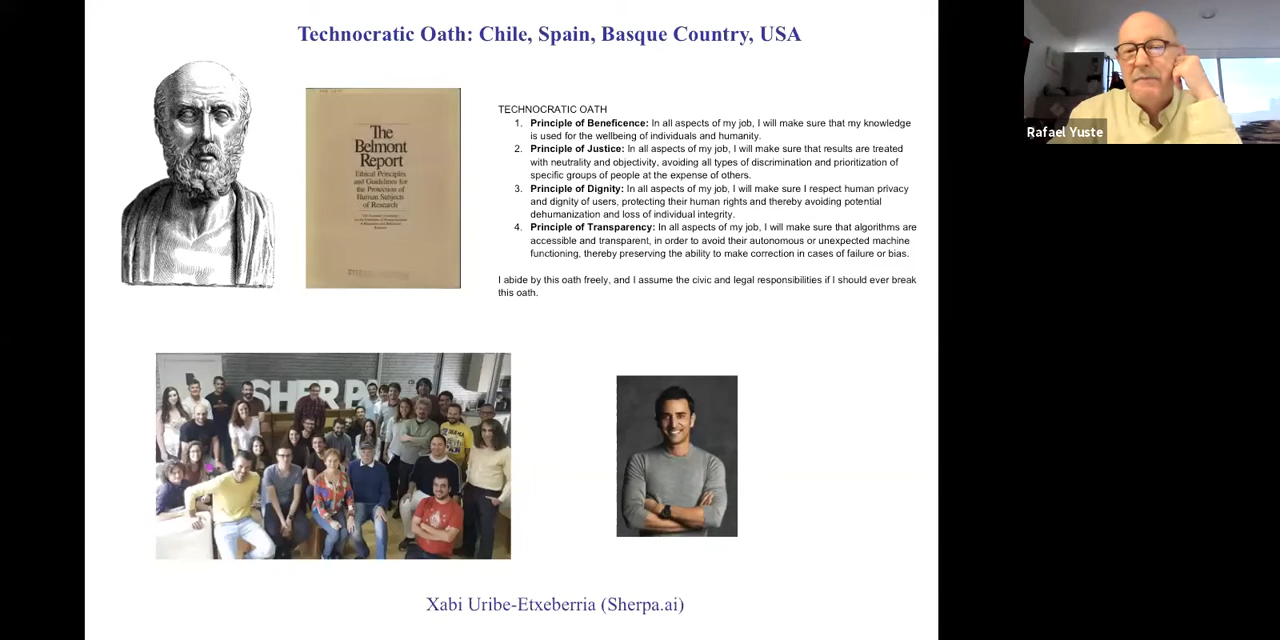 Technocratic Oath: Chile, Spain, Basque Country, USA
The
Belmont
Report
Ethical Principles
and Guidelines for
the Protection of
Human Subjects
of Research
TECHNOCRATIC OATH
1. Principle of Beneficence: In all aspects of my job, I will make sure that my knowledge
is used for the wellbeing of individuals and humanity.
2. Principle of Justice: In all aspects of my job, I will make sure that results are treated
with neutrality and objectivity, avoiding all types of discrimination and prioritization of
specific groups of people at the expense of others.
3. Principle of Dignity: In all aspects of my job, I will make sure I respect human privacy
and dignity of users, protecting their human rights and thereby avoiding potential
dehumanization and loss of individual integrity.
4. Principle of Transparency: In all aspects of my job, I will make sure that algorithms are
accessible and transparent, in order to avoid their autonomous or unexpected machine
functioning, thereby preserving the ability to make correction in cases of failure or bias.
I abide by this oath freely, and I assume the civic and legal responsibilities if I should ever break
this oath.
Rafael Yuste
SHERP
Xabi Uribe-Etxeberria (Sherpa.ai)